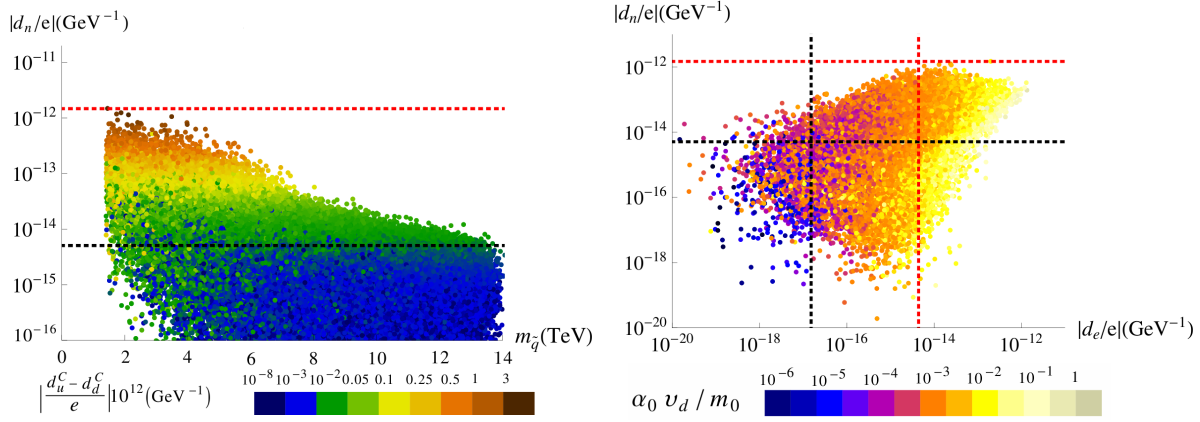 |d_n/e|(GeV⁻¹)
10⁻¹¹
10⁻¹²
10⁻¹³
10⁻¹⁴
10⁻¹⁵
10⁻¹⁶
0 2 4 6 8 10 12 14
m_q̃(TeV)
|(d_u^C − d_d^C)/e|10¹²(GeV⁻¹)
10⁻⁸ 10⁻³ 10⁻² 0.05 0.1 0.25 0.5 1 3
|d_n/e|(GeV⁻¹)
10⁻¹²
10⁻¹⁴
10⁻¹⁶
10⁻¹⁸
10⁻²⁰
10⁻²⁰ 10⁻¹⁸ 10⁻¹⁶ 10⁻¹⁴ 10⁻¹²
|d_e/e|(GeV⁻¹)
α₀ υ_d / m₀
10⁻⁶ 10⁻⁵ 10⁻⁴ 10⁻³ 10⁻² 10⁻¹ 1